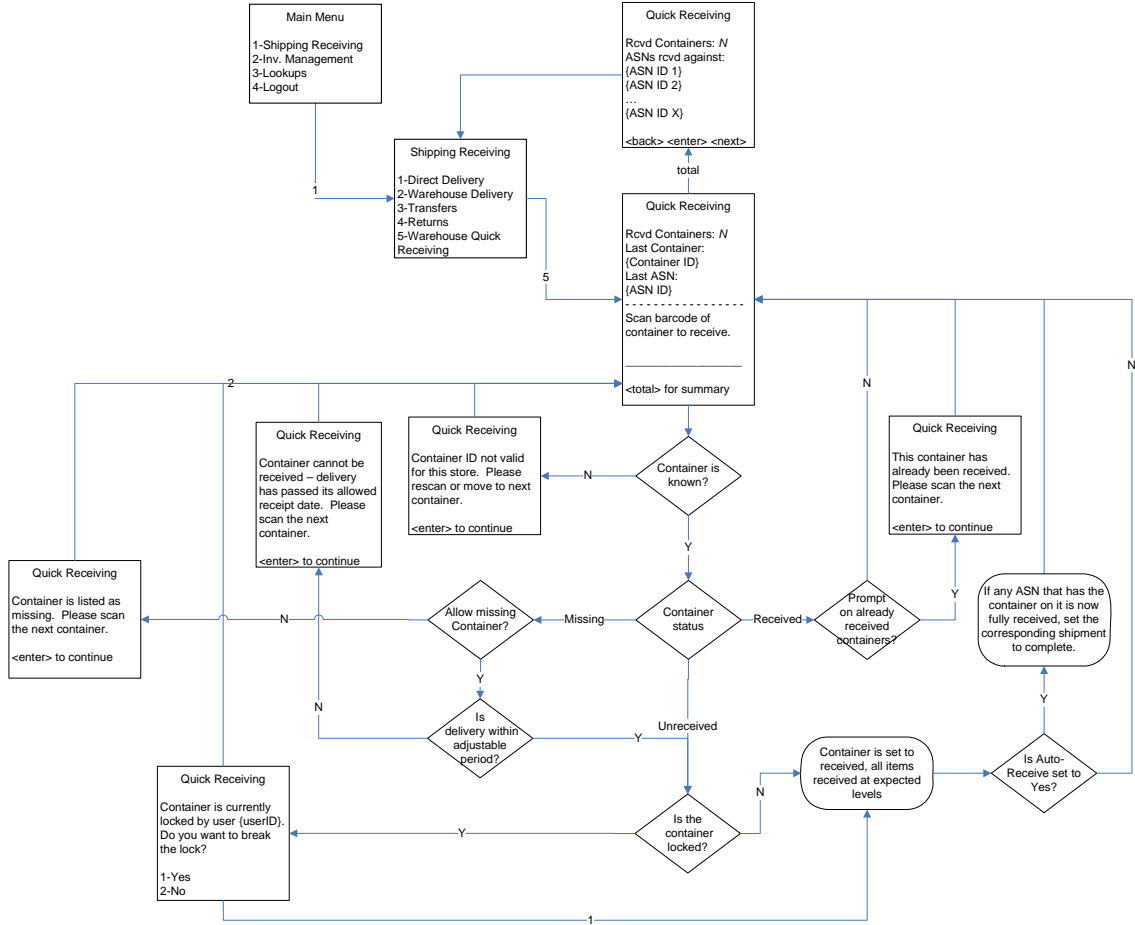 Main Menu
1-Shipping Receiving
2-Inv. Management
3-Lookups
4-Logout
Quick Receiving
Rcvd Containers: N
ASNs rcvd against:
{ASN ID 1}
{ASN ID 2}
...
{ASN ID X}
<back> <enter> <next>
total
1
Shipping Receiving
1-Direct Delivery
2-Warehouse Delivery
3-Transfers
4-Returns
5-Warehouse Quick
Receiving
5
Quick Receiving
Rcvd Containers: N
Last Container:
{Container ID}
Last ASN:
{ASN ID}
Scan barcode of
container to receive.
<total> for summary
2
N
N
Quick Receiving
Container cannot be
received – delivery
has passed its allowed
receipt date. Please
scan the next
container.
<enter> to continue
Quick Receiving
Container ID not valid
for this store. Please
rescan or move to next
container.
<enter> to continue
N
Container is
known?
Y
Quick Receiving
This container has
already been received.
Please scan the next
container.
<enter> to continue
Quick Receiving
Container is listed as
missing. Please scan
the next container.
<enter> to continue
N
Allow missing
Container?
Missing
Container
status
Received
Prompt
on already
received
containers?
Y
If any ASN that has the
container on it is now
fully received, set the
corresponding shipment
to complete.
Y
N
Is
delivery within
adjustable
period?
Y
Unreceived
Y
Quick Receiving
Container is currently
locked by user {userID}.
Do you want to break
the lock?
1-Yes
2-No
Y
Is the
container
locked?
N
Container is set to
received, all items
received at expected
levels
Is Auto-
Receive set to
Yes?
1